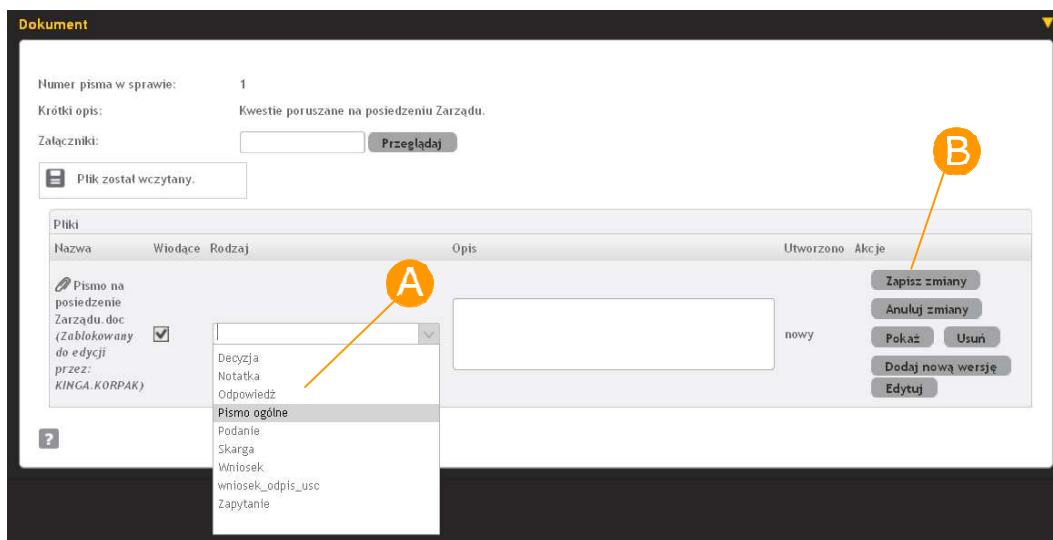 Dokument
Numer pisma w sprawie: 1
Krótki opis: Kwestie poruszane na posiedzeniu Zarządu.
Załączniki: Przeglądaj
B
Plik został wczytany.
Pliki
Nazwa Wiodące Rodzaj Opis Utworzono Akcje
A
Pismo na
posiedzenie
Zarządu.doc
(Zablokowany
do edycji
przez:
KINGA.KORPAK)
nowy
Zapisz zmiany
Anuluj zmiany
Pokaż Usuń
Dodaj nową wersję
Edytuj
Decyzja
Notatka
Odpowiedź
Pismo ogólne
Podanie
Skarga
Wniosek
wniosek_odpis_usc
Zapytanie
?